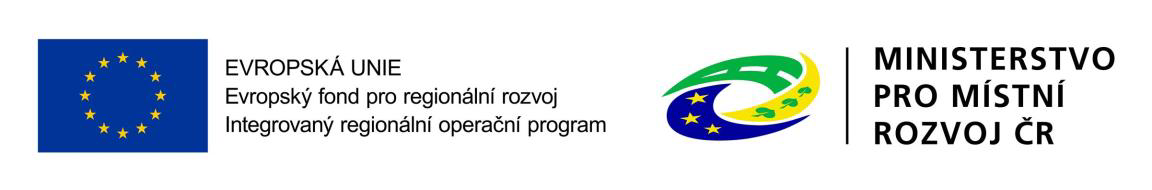 EVROPSKÁ UNIE
Evropský fond pro regionální rozvoj
Integrovaný regionální operační program
MINISTERSTVO
PRO MÍSTNÍ
ROZVOJ ČR